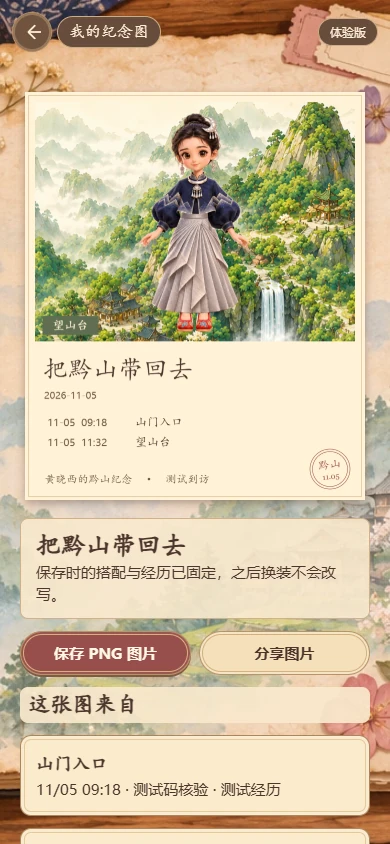 我的纪念图
体验版
望山台
把黔山带回去
2026·11·05
11·05 09:18 山门入口
11·05 11:32 望山台
黄晓西的黔山纪念 • 测试到访
黔山
11.05
把黔山带回去
保存时的搭配与经历已固定，之后换装不会改
写。
保存 PNG 图片
分享图片
这张图来自
山门入口
11/05 09:18 · 测试码核验 · 测试经历